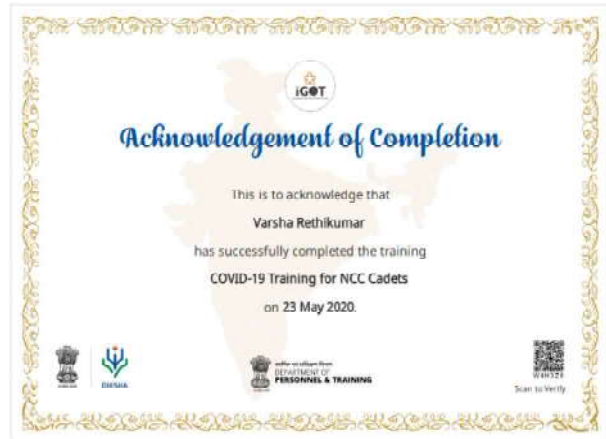 iGOT
Acknowledgement of Completion
This is to acknowledge that
Varsha Rethikumar
has successfully completed the training
COVID-19 Training for NCC Cadets
on 23 May 2020.
DIKSHA
DEPARTMENT OF
PERSONNEL & TRAINING
Scan to Verify